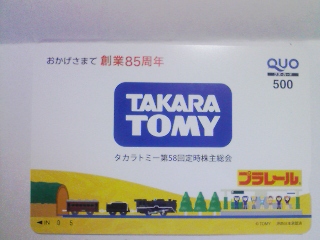 おかげさまで 創業85周年
QUO
500
TAKARA
TOMY
タカラトミー第58回定時株主総会
プラレール